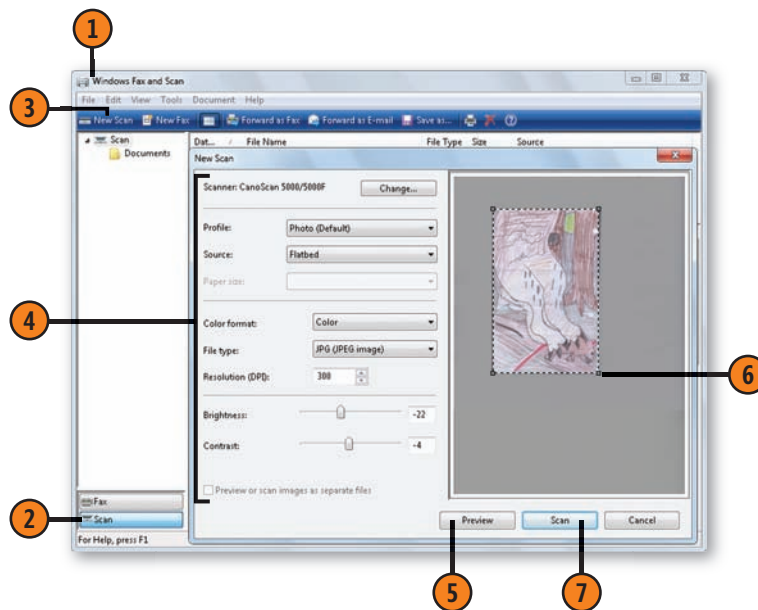 1
Windows Fax and Scan
File Edit View Tools Document Help
3
New Scan New Fax Forward as Fax Forward as E-mail Save as...
Scan
Documents
Dat... File Name File Type Size Source
New Scan
Scanner: CanoScan 5000/5000F Change...
Profile: Photo (Default)
Source: Flatbed
Paper size:
4
Color format: Color
File type: JPG (JPEG image)
Resolution (DPI): 300
6
Brightness: -22
Contrast: -4
Preview or scan images as separate files
Fax
2
Scan
Preview Scan Cancel
For Help, press F1
5 7